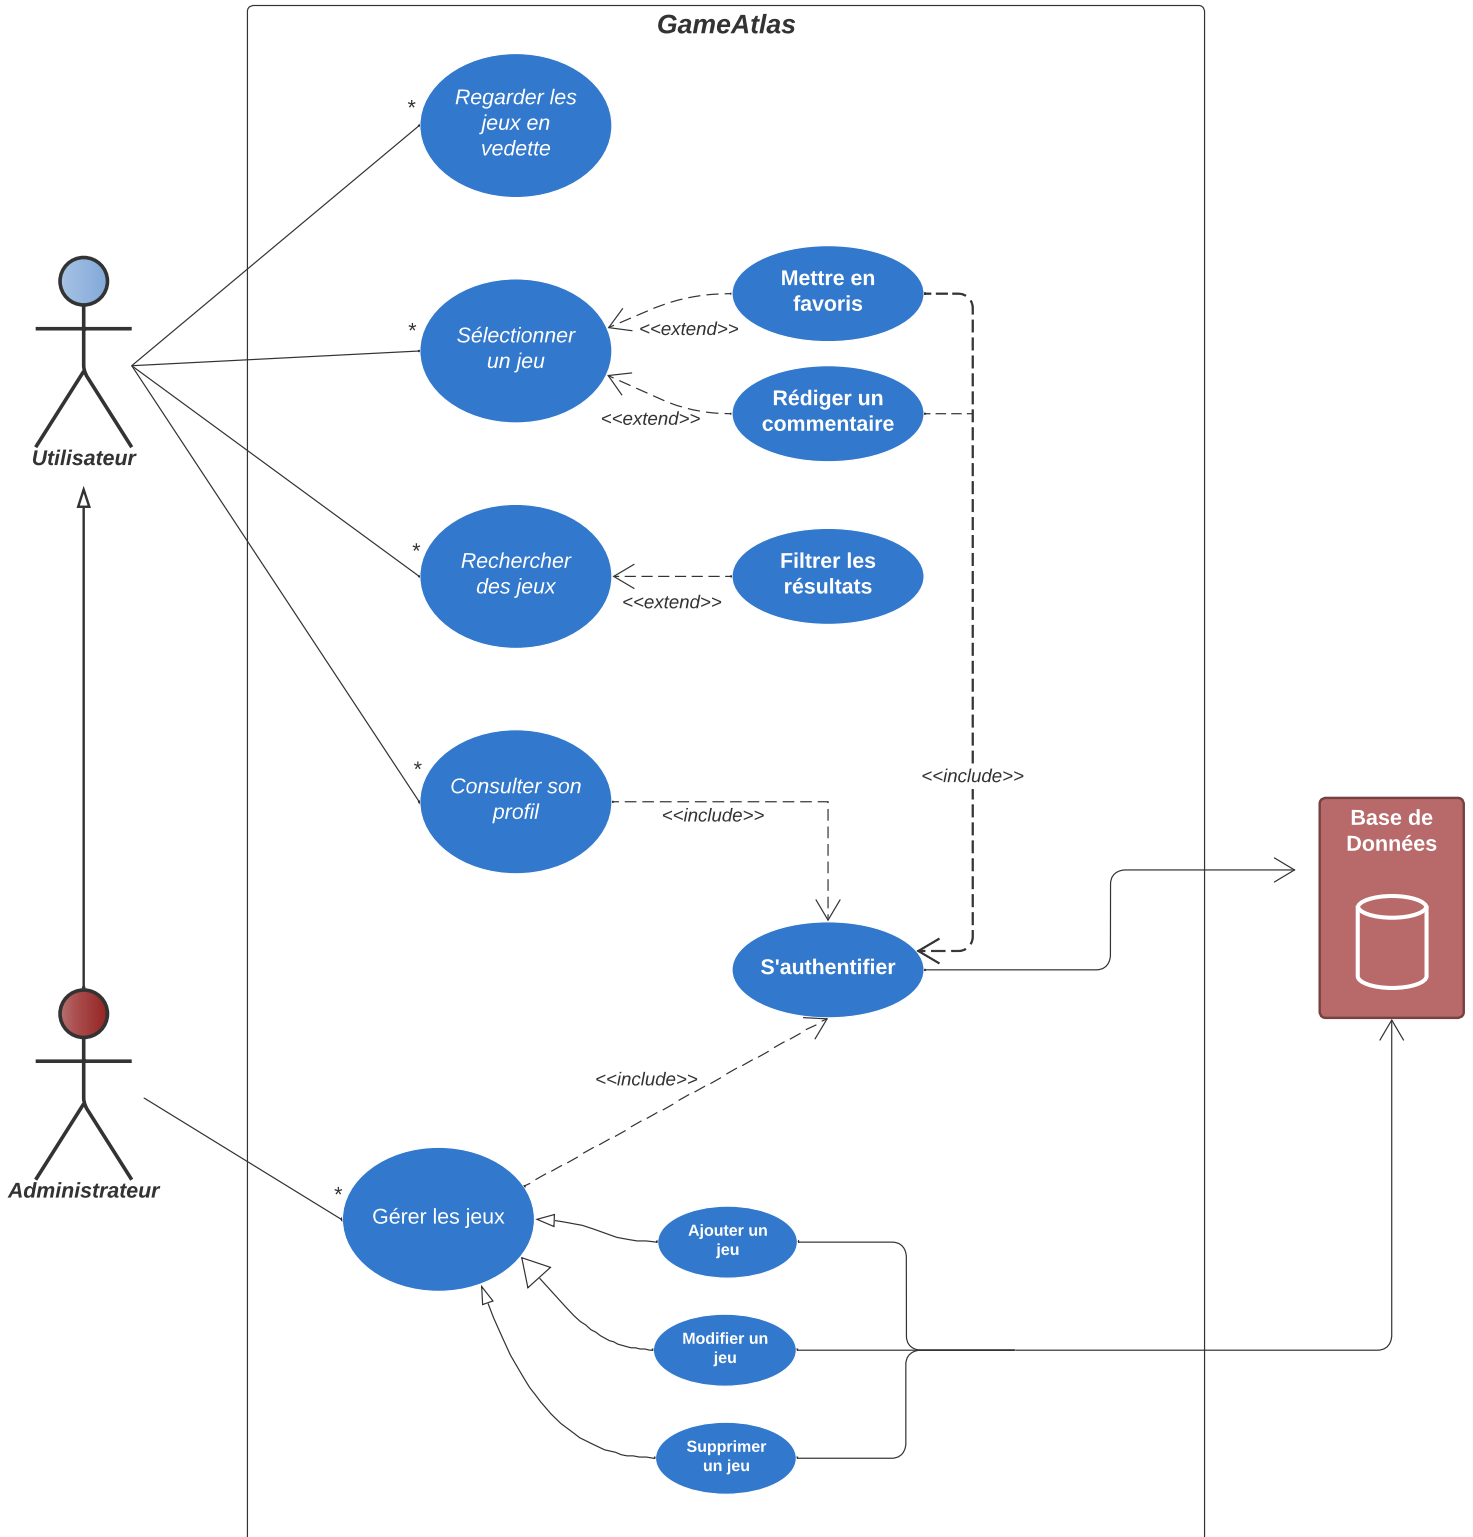 GameAtlas
*
Regarder les
jeux en
vedette
Mettre en
favoris
*
Sélectionner
un jeu
<<extend>>
Rédiger un
commentaire
<<extend>>
Utilisateur
*
Rechercher
des jeux
Filtrer les
résultats
<<extend>>
*
Consulter son
profil
<<include>>
<<include>>
Base de
Données
S'authentifier
<<include>>
Administrateur
*
Gérer les jeux
Ajouter un
jeu
Modifier un
jeu
Supprimer
un jeu